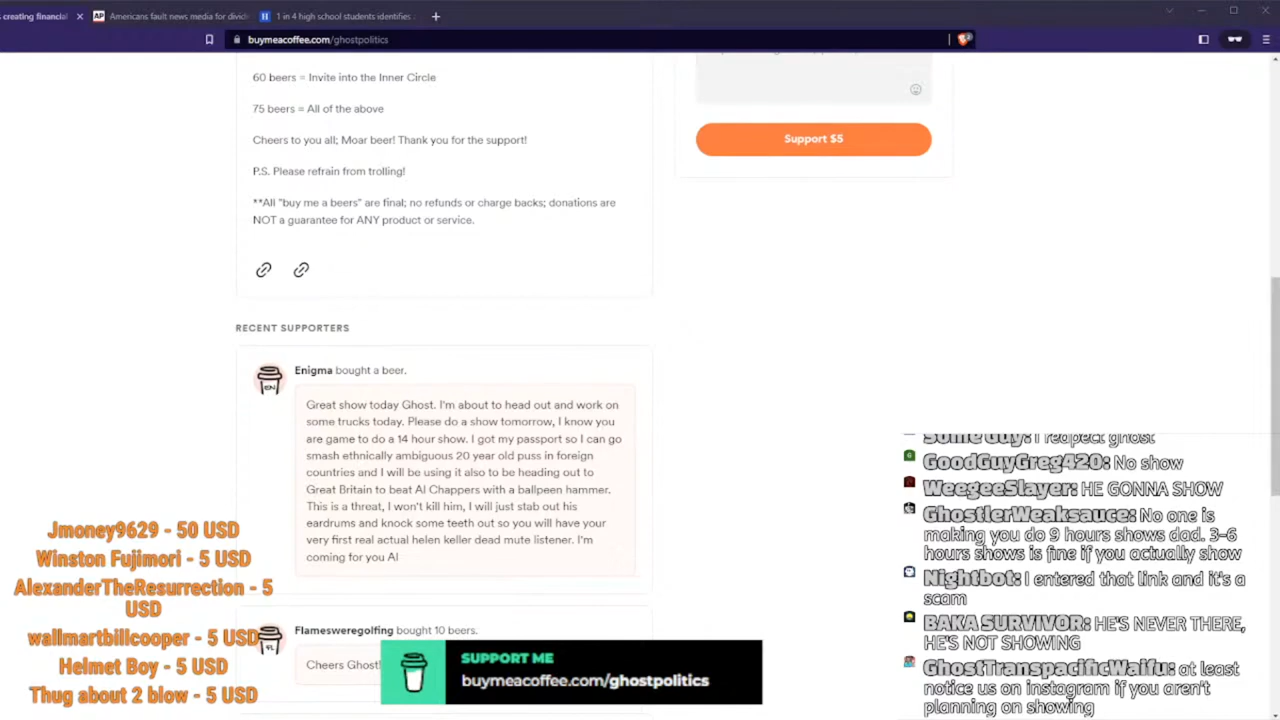 s creating financial
Americans fault news media for divid
1 in 4 high school students identifies
buymeacoffee.com/ghostpolitics
60 beers = Invite into the Inner Circle
75 beers = All of the above
Cheers to you all; Moar beer! Thank you for the support!
P.S. Please refrain from trolling!
**All "buy me a beers" are final; no refunds or charge backs; donations are
NOT a guarantee for ANY product or service.
Support $5
RECENT SUPPORTERS
Enigma bought a beer.
Great show today Ghost. I'm about to head out and work on
some trucks today. Please do a show tomorrow, I know you
are game to do a 14 hour show. I got my passport so I can go
smash ethnically ambiguous 20 year old puss in foreign
countries and I will be using it also to be heading out to
Great Britain to beat Al Chappers with a ballpeen hammer.
This is a threat, I won't kill him, I will just stab out his
eardrums and knock some teeth out so you will have your
very first real actual helen keller dead mute listener. I'm
coming for you Al
Flamesweregolfing bought 10 beers.
Cheers Ghost!
Jmoney9629 - 50 USD
Winston Fujimori - 5 USD
AlexanderTheResurrection - 5
USD
wallmartbillcooper - 5 USD
Helmet Boy - 5 USD
Thug about 2 blow - 5 USD
SUPPORT ME
buymeacoffee.com/ghostpolitics
Some Guy: I redpect ghost
GoodGuyGreg420: No show
WeegeeSlayer: HE GONNA SHOW
GhostlerWeaksauce: No one is
making you do 9 hours shows dad. 3-6
hours shows is fine if you actually show
Nightbot: I entered that link and it's a
scam
BAKA SURVIVOR: HE'S NEVER THERE,
HE'S NOT SHOWING
GhostTranspacificWaifu: at least
notice us on instagram if you aren't
planning on showing